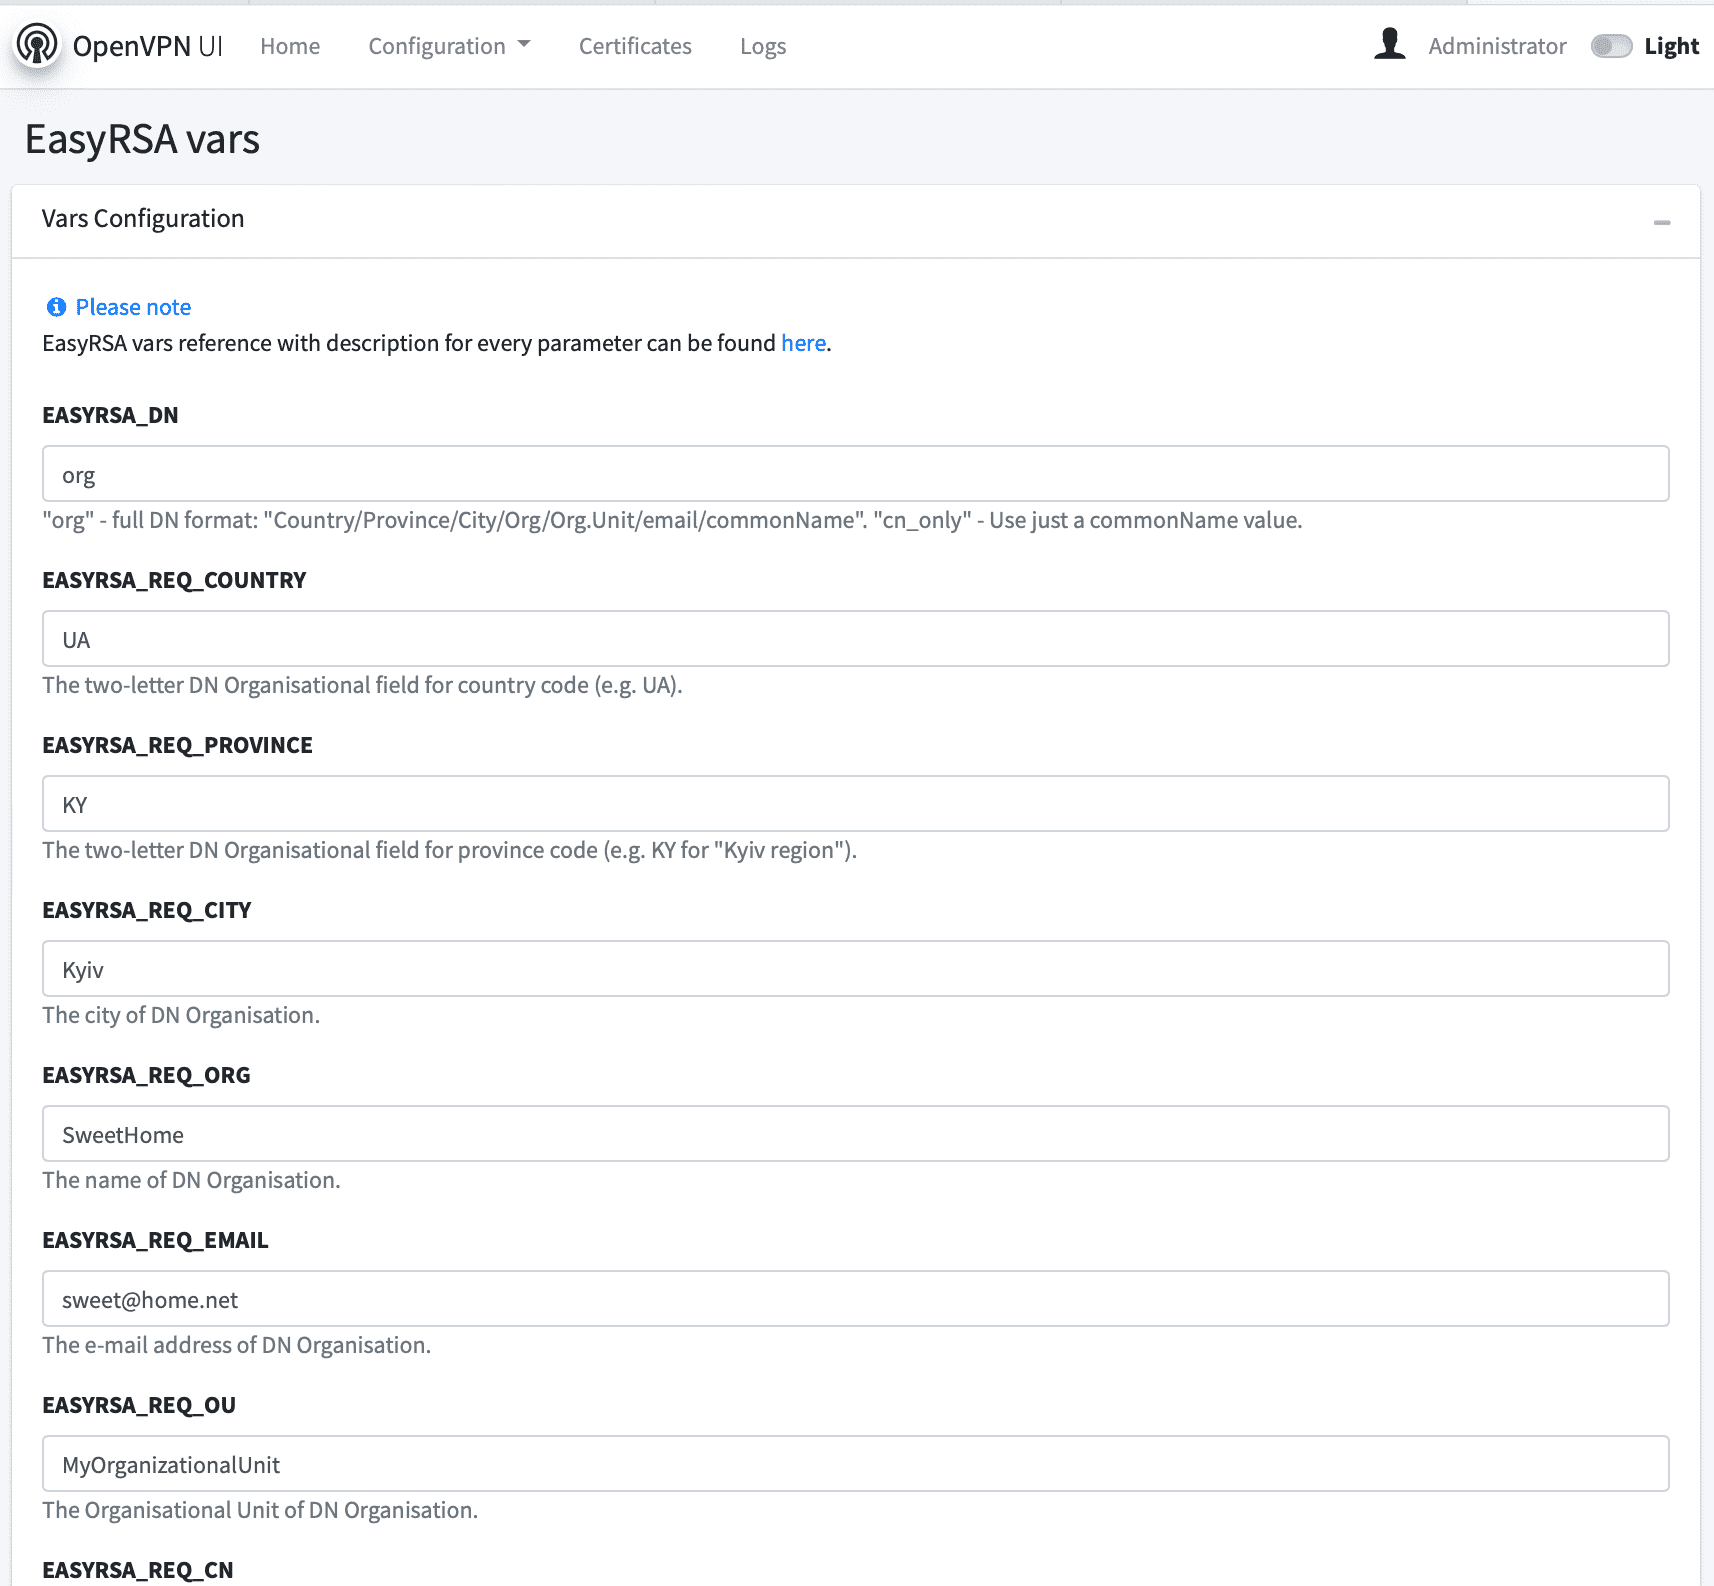 OpenVPN UI Home Configuration Certificates Logs Administrator Light
EasyRSA vars
Vars Configuration
Please note
EasyRSA vars reference with description for every parameter can be found here.
EASYRSA_DN
org
"org" - full DN format: "Country/Province/City/Org/Org.Unit/email/commonName". "cn_only" - Use just a commonName value.
EASYRSA_REQ_COUNTRY
UA
The two-letter DN Organisational field for country code (e.g. UA).
EASYRSA_REQ_PROVINCE
KY
The two-letter DN Organisational field for province code (e.g. KY for "Kyiv region").
EASYRSA_REQ_CITY
Kyiv
The city of DN Organisation.
EASYRSA_REQ_ORG
SweetHome
The name of DN Organisation.
EASYRSA_REQ_EMAIL
sweet@home.net
The e-mail address of DN Organisation.
EASYRSA_REQ_OU
MyOrganizationalUnit
The Organisational Unit of DN Organisation.
EASYRSA_REQ_CN